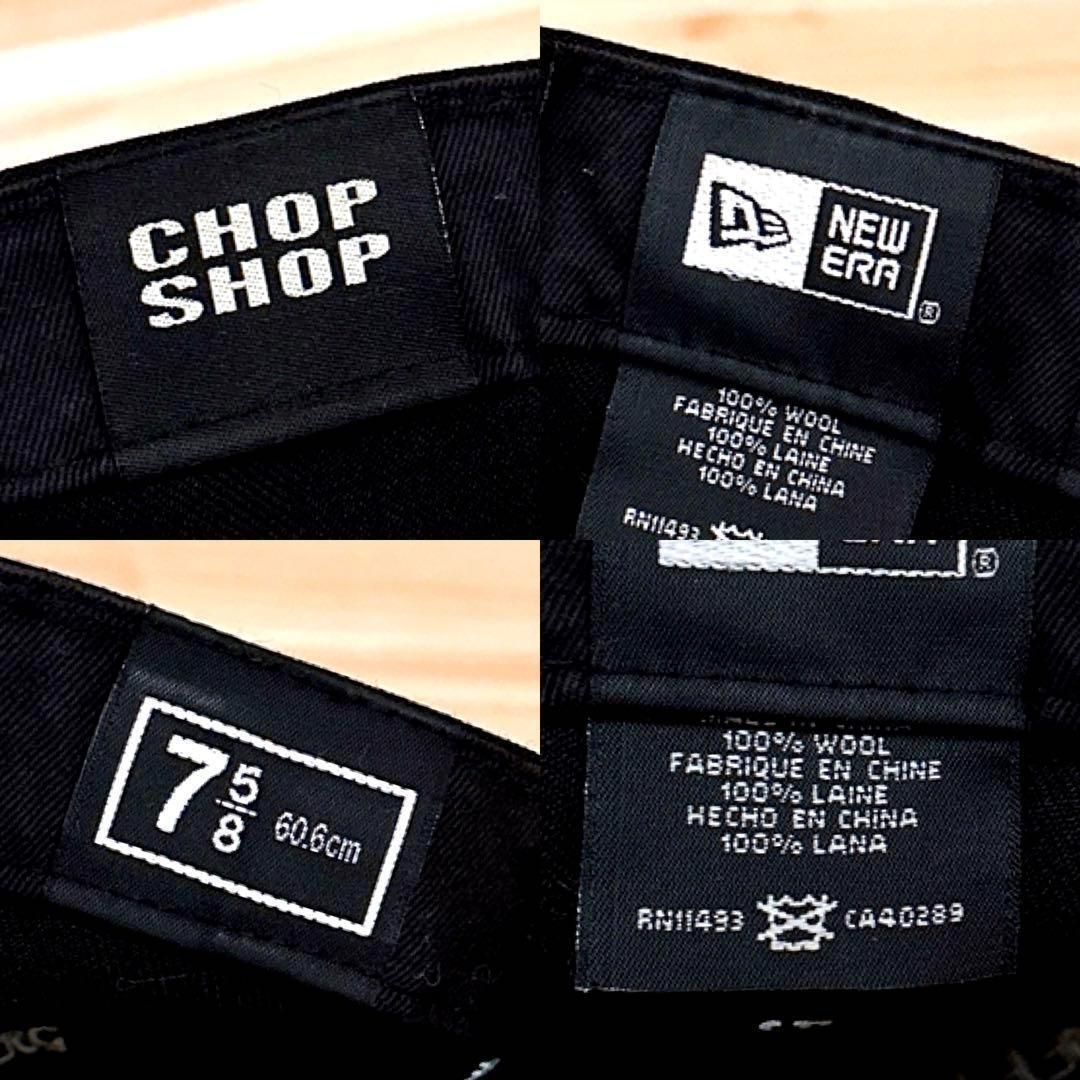 CHOP
SHOP
NEW
ERA
®
100% WOOL
FABRIQUE EN CHINE
100% LAINE
HECHO EN CHINA
100% LANA
RN11493
7 5/8 60.6cm
®
100% WOOL
FABRIQUE EN CHINE
100% LAINE
HECHO EN CHINA
100% LANA
RN11493 CA40289